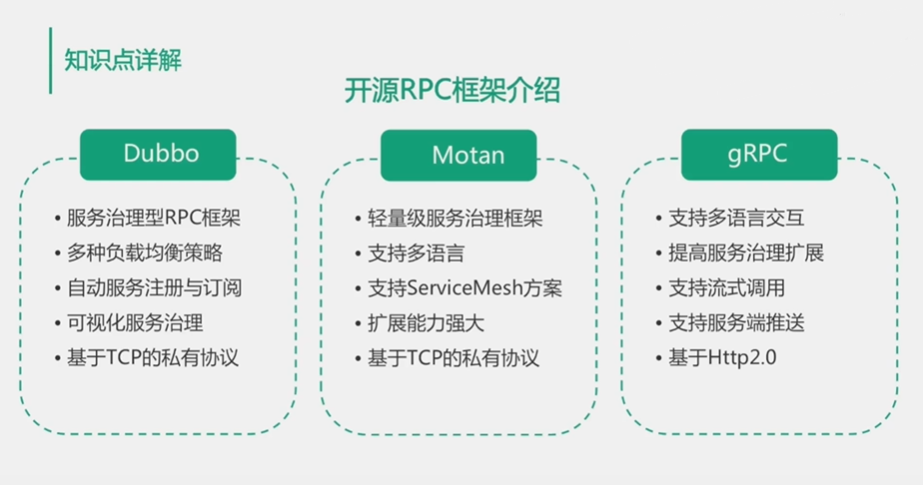 知识点详解
开源RPC框架介绍
Dubbo
• 服务治理型RPC框架
• 多种负载均衡策略
• 自动服务注册与订阅
• 可视化服务治理
• 基于TCP的私有协议
Motan
• 轻量级服务治理框架
• 支持多语言
• 支持ServiceMesh方案
• 扩展能力强大
• 基于TCP的私有协议
gRPC
• 支持多语言交互
• 提高服务治理扩展
• 支持流式调用
• 支持服务端推送
• 基于Http2.0